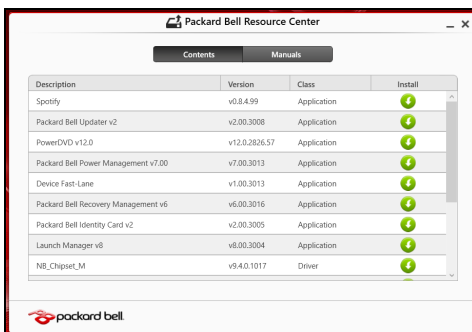 Packard Bell Resource Center
Contents Manuals
Description Version Class Install
Spotify v0.8.4.99 Application
Packard Bell Updater v2 v2.00.3008 Application
PowerDVD v12.0 v12.0.2826.57 Application
Packard Bell Power Management v7.00 v7.00.3013 Application
Device Fast-Lane v1.00.3013 Application
Packard Bell Recovery Management v6 v6.00.3016 Application
Packard Bell Identity Card v2 v2.00.3005 Application
Launch Manager v8 v8.00.3004 Application
NB_Chipset_M v9.4.0.1017 Driver
packard bell